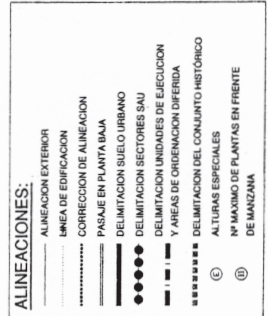 ALINEACIONES:
ALINEACION EXTERIOR
LINEA DE EDIFICACION
CORRECCION DE ALINEACION
PASAJE EN PLANTA BAJA
DELIMITACION SUELO URBANO
DELIMITACION SECTORES SAU
DELIMITACION UNIDADES DE EJECUCION
Y AREAS DE ORDENACION DIFERIDA
DELIMITACION DEL CONJUNTO HISTÓRICO
E ALTURAS ESPECIALES
III Nº MAXIMO DE PLANTAS EN FRENTE
DE MANZANA